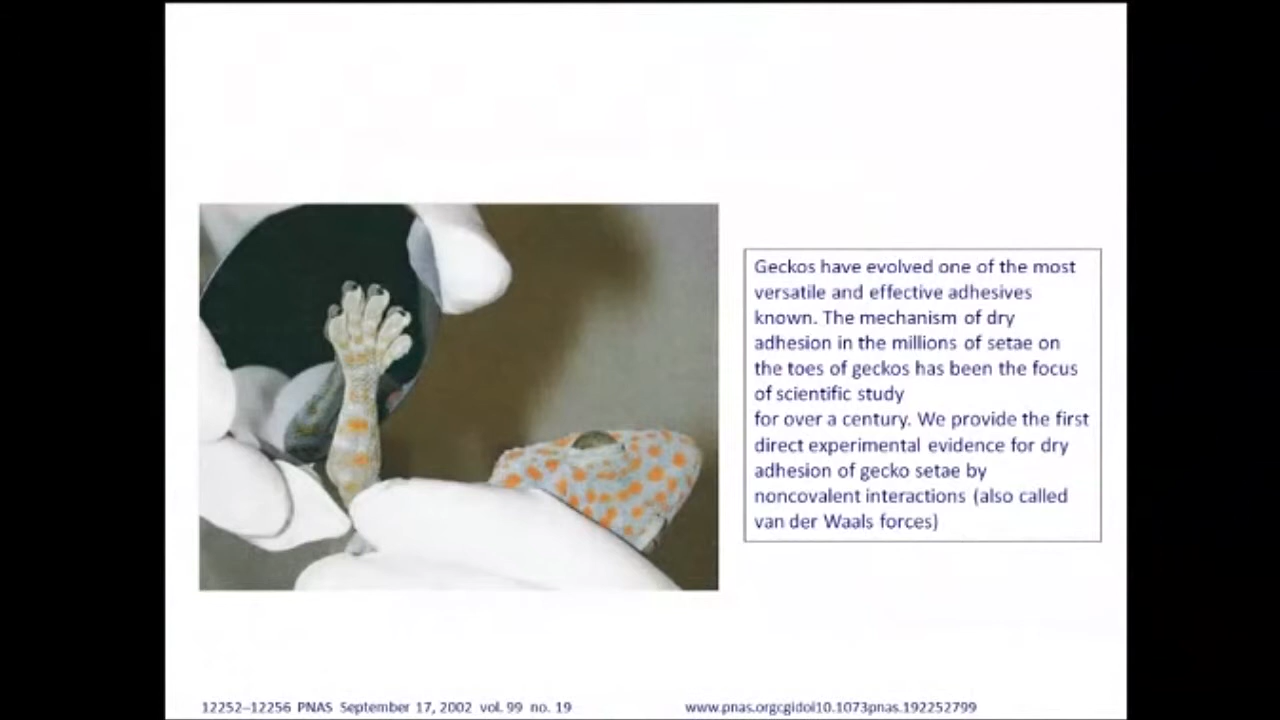 Geckos have evolved one of the most
versatile and effective adhesives
known. The mechanism of dry
adhesion in the millions of setae on
the toes of geckos has been the focus
of scientific study
for over a century. We provide the first
direct experimental evidence for dry
adhesion of gecko setae by
noncovalent interactions (also called
van der Waals forces)
12252–12256 PNAS September 17, 2002 vol. 99 no. 19
www.pnas.orgcgidoi10.1073pnas.192252799